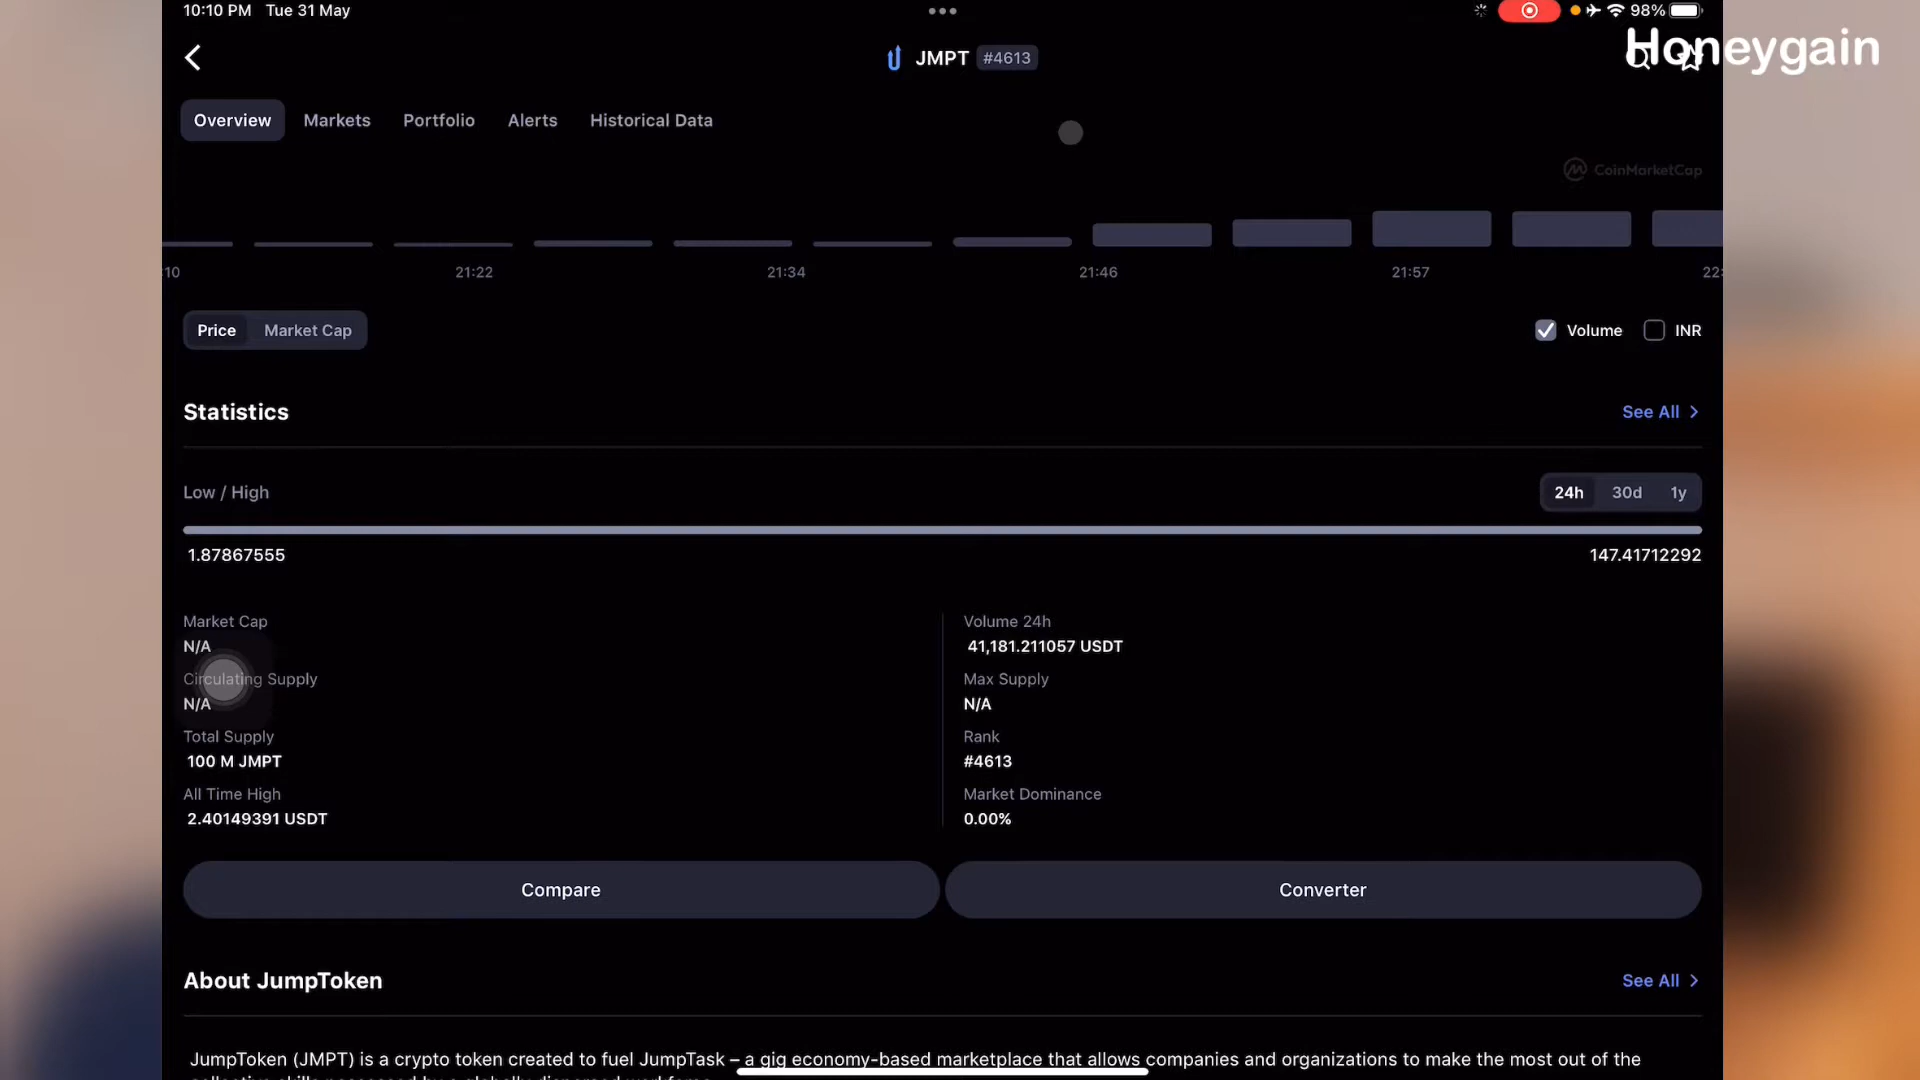 10:10 PM Tue 31 May
98%
Honeygain
JMPT #4613
Overview Markets Portfolio Alerts Historical Data
CoinMarketCap
:10 21:22 21:34 21:46 21:57 22:
Price Market Cap
Volume INR
Statistics See All
Low / High 24h 30d 1y
1.87867555 147.41712292
Market Cap Volume 24h
N/A 41,181.211057 USDT
Circulating Supply Max Supply
N/A N/A
Total Supply Rank
100 M JMPT #4613
All Time High Market Dominance
2.40149391 USDT 0.00%
Compare Converter
About JumpToken See All
JumpToken (JMPT) is a crypto token created to fuel JumpTask – a gig economy-based marketplace that allows companies and organizations to make the most out of the